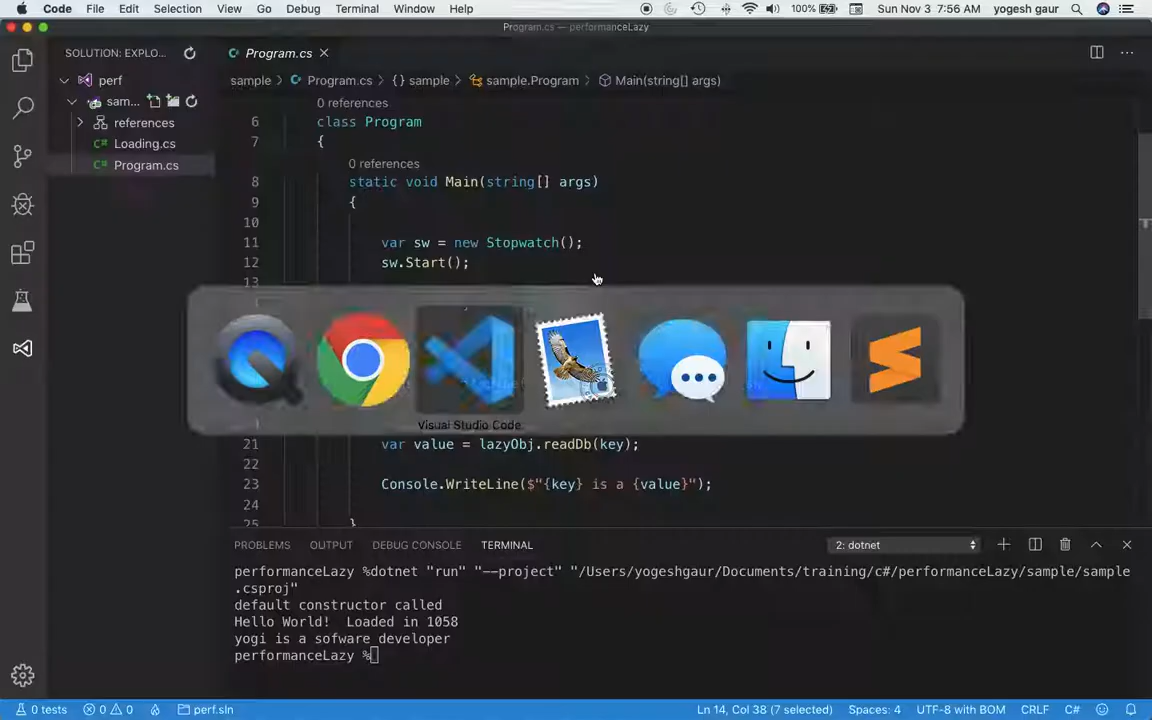 Code File Edit Selection View Go Debug Terminal Window Help 100% Sun Nov 3 7:56 AM yogesh gaur
Program.cs — performanceLazy
SOLUTION: EXPLO...
Program.cs
sample > Program.cs > {} sample > sample.Program > Main(string[] args)
perf
sam...
references
Loading.cs
Program.cs
0 references
6 class Program
7 {
0 references
8 static void Main(string[] args)
9 {
10
11 var sw = new Stopwatch();
12 sw.Start();
13
Visual Studio Code
21 var value = lazyObj.readDb(key);
22
23 Console.WriteLine($"{key} is a {value}");
24
25 }
PROBLEMS OUTPUT DEBUG CONSOLE TERMINAL 2: dotnet
performanceLazy %dotnet "run" "--project" "/Users/yogeshgaur/Documents/training/c#/performanceLazy/sample/sample
.csproj"
default constructor called
Hello World!  Loaded in 1058
yogi is a sofware developer
performanceLazy %
0 tests 0 0 perf.sln Ln 14, Col 38 (7 selected) Spaces: 4 UTF-8 with BOM CRLF C#